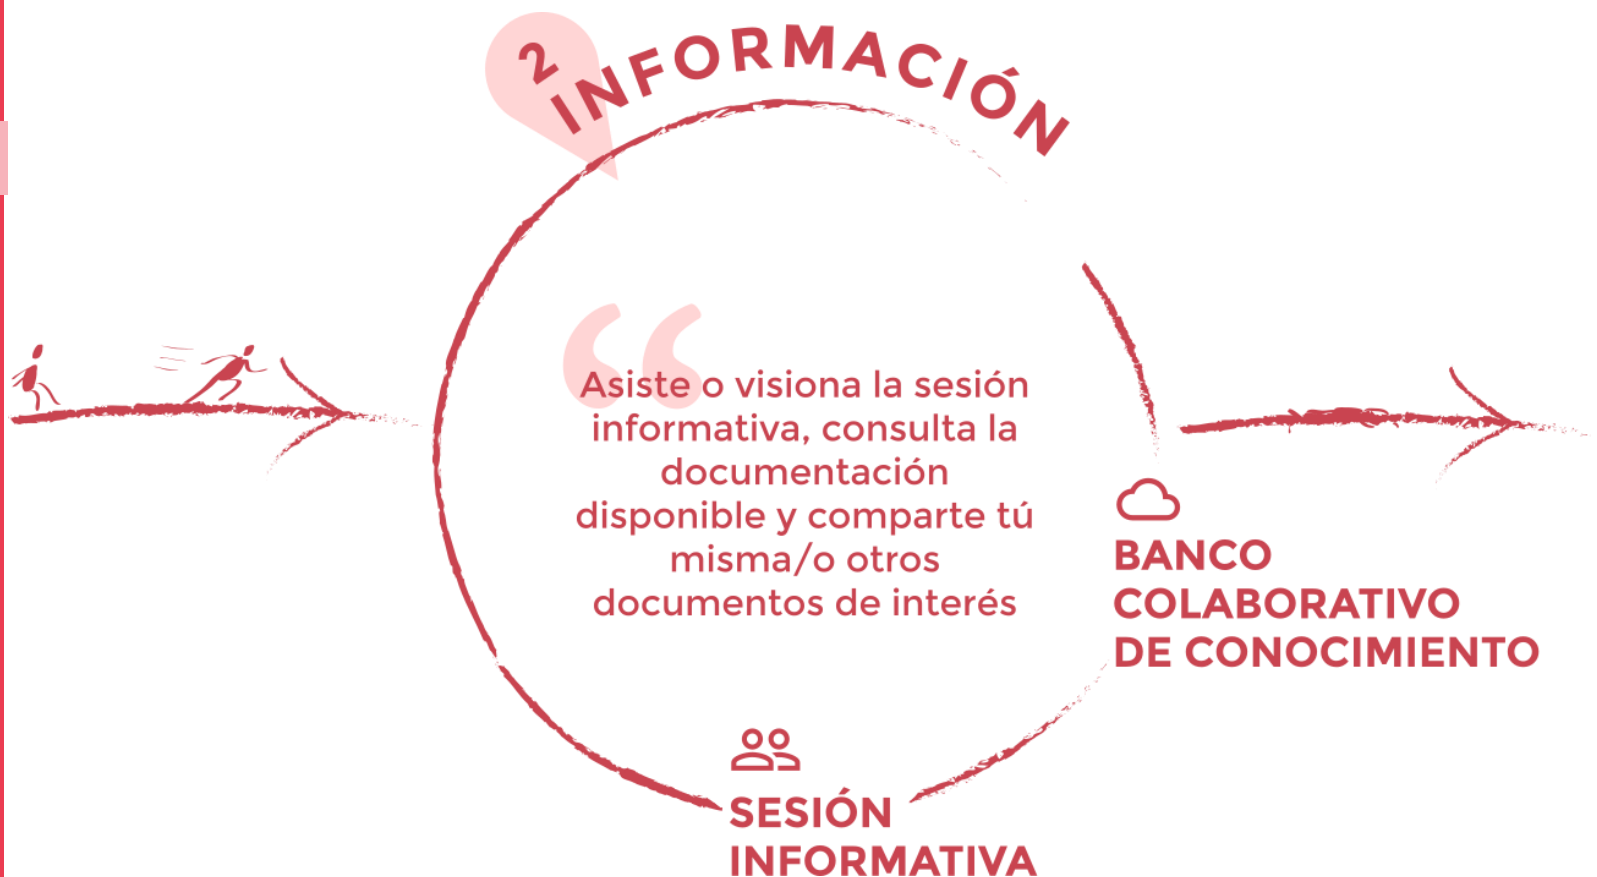 2
INFORMACIÓN
Asiste o visiona la sesión
informativa, consulta la
documentación
disponible y comparte tú
misma/o otros
documentos de interés
BANCO
COLABORATIVO
DE CONOCIMIENTO
SESIÓN
INFORMATIVA